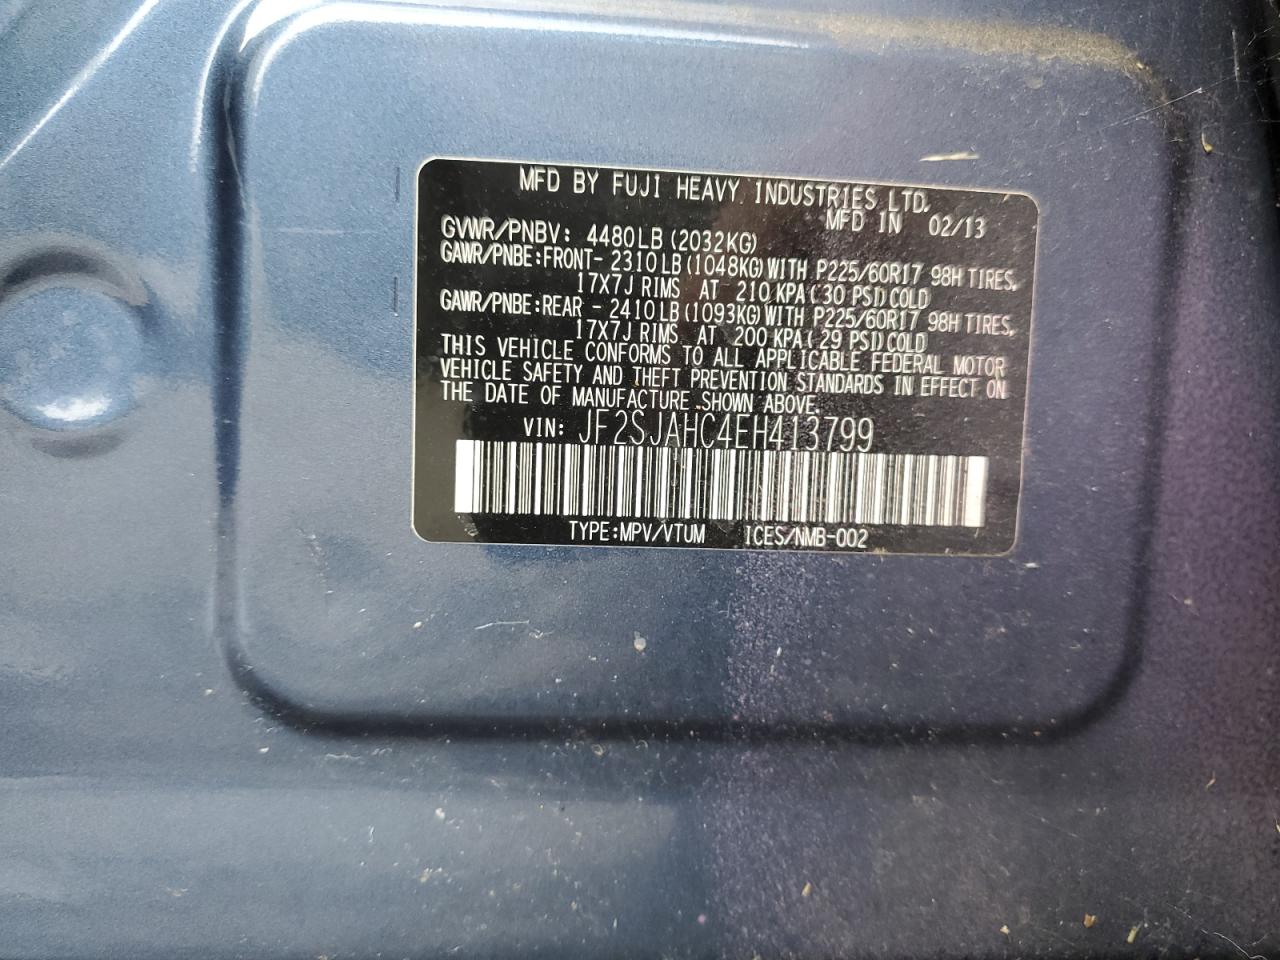 MFD BY FUJI HEAVY INDUSTRIES LTD.
MFD IN 02/13
GVWR/PNBV: 4480LB (2032KG)
GAWR/PNBE:FRONT- 2310LB (1048KG) WITH P225/60R17 98H TIRES,
17X7J RIMS AT 210 KPA( 30 PSI)COLD
GAWR/PNBE:REAR - 2410LB (1093KG) WITH P225/60R17 98H TIRES,
17X7J RIMS AT 200 KPA( 29 PSI)COLD
THIS VEHICLE CONFORMS TO ALL APPLICABLE FEDERAL MOTOR
VEHICLE SAFETY AND THEFT PREVENTION STANDARDS IN EFFECT ON
THE DATE OF MANUFACTURE SHOWN ABOVE.
VIN: JF2SJAHC4EH413799
TYPE:MPV/VTUM ICES/NMB-002